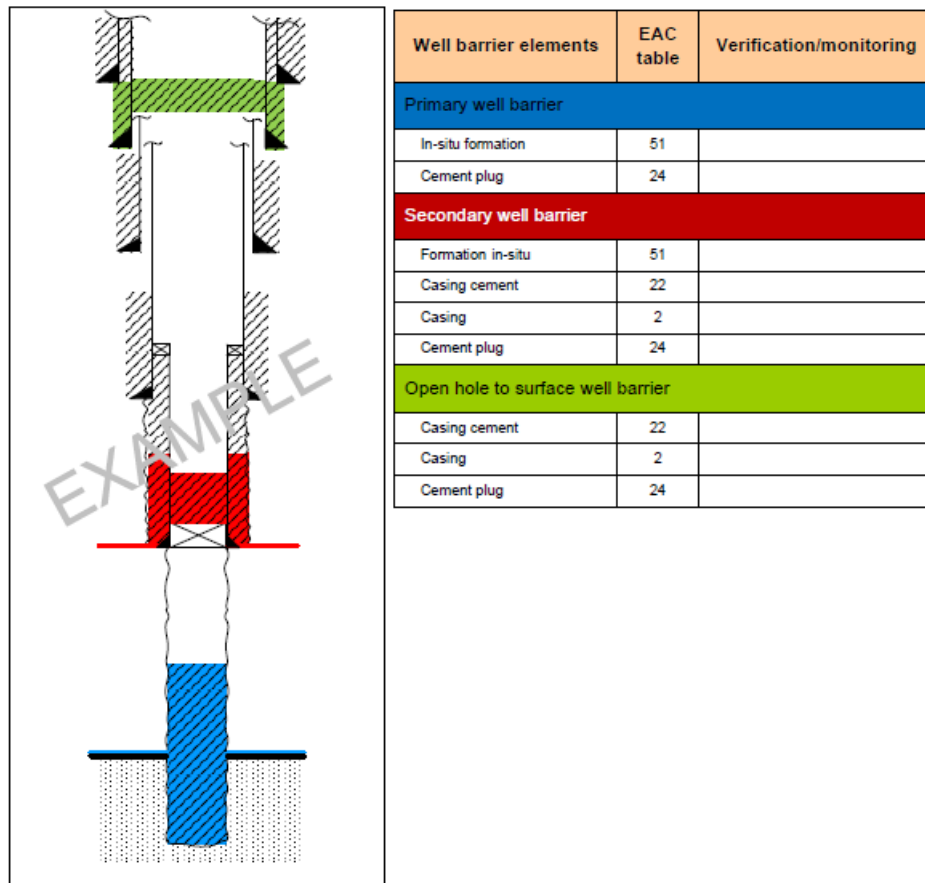 Well barrier elements EAC table Verification/monitoring
Primary well barrier
In-situ formation 51
Cement plug 24
Secondary well barrier
Formation in-situ 51
Casing cement 22
Casing 2
Cement plug 24
Open hole to surface well barrier
Casing cement 22
Casing 2
Cement plug 24
EXAMPLE